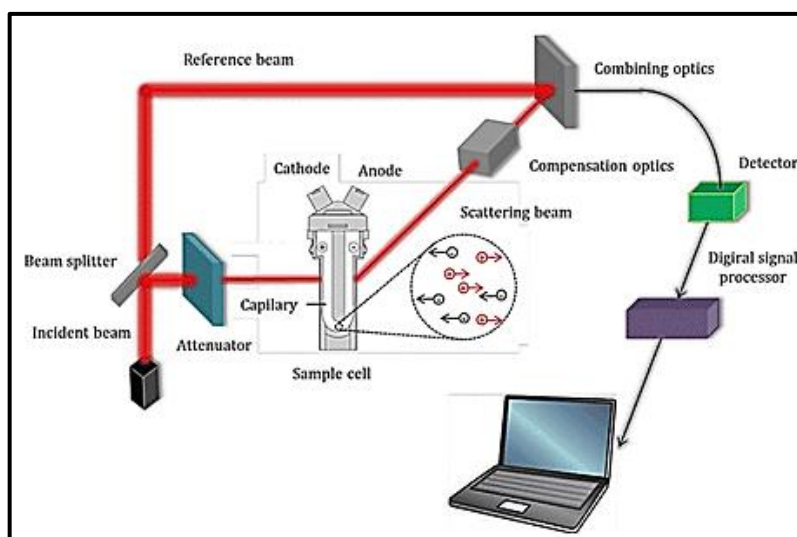 Reference beam
Combining optics
Cathode
Anode
Compensation optics
Detector
Scattering beam
Beam splitter
Digiral signal
processor
Incident beam
Capilary
Attenuator
Sample cell